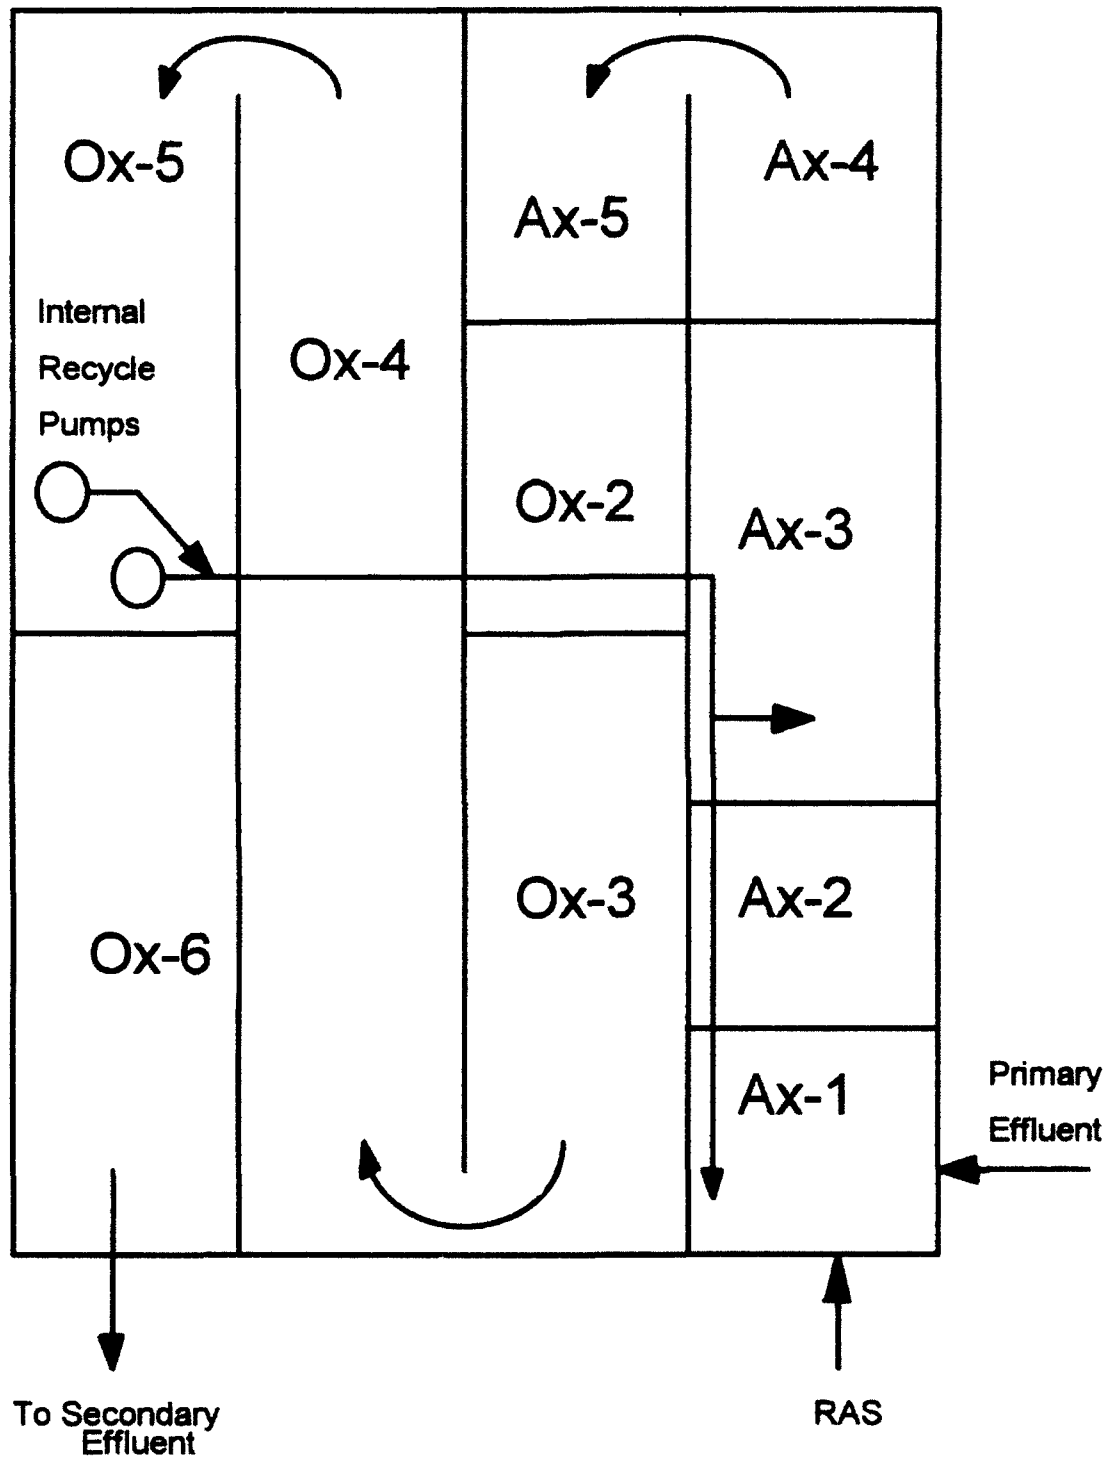 Ox-5
Ax-4
Ax-5
Internal
Recycle
Pumps
Ox-4
Ox-2
Ax-3
Ox-3
Ax-2
Ox-6
Ax-1
Primary
Effluent
To Secondary
Effluent
RAS